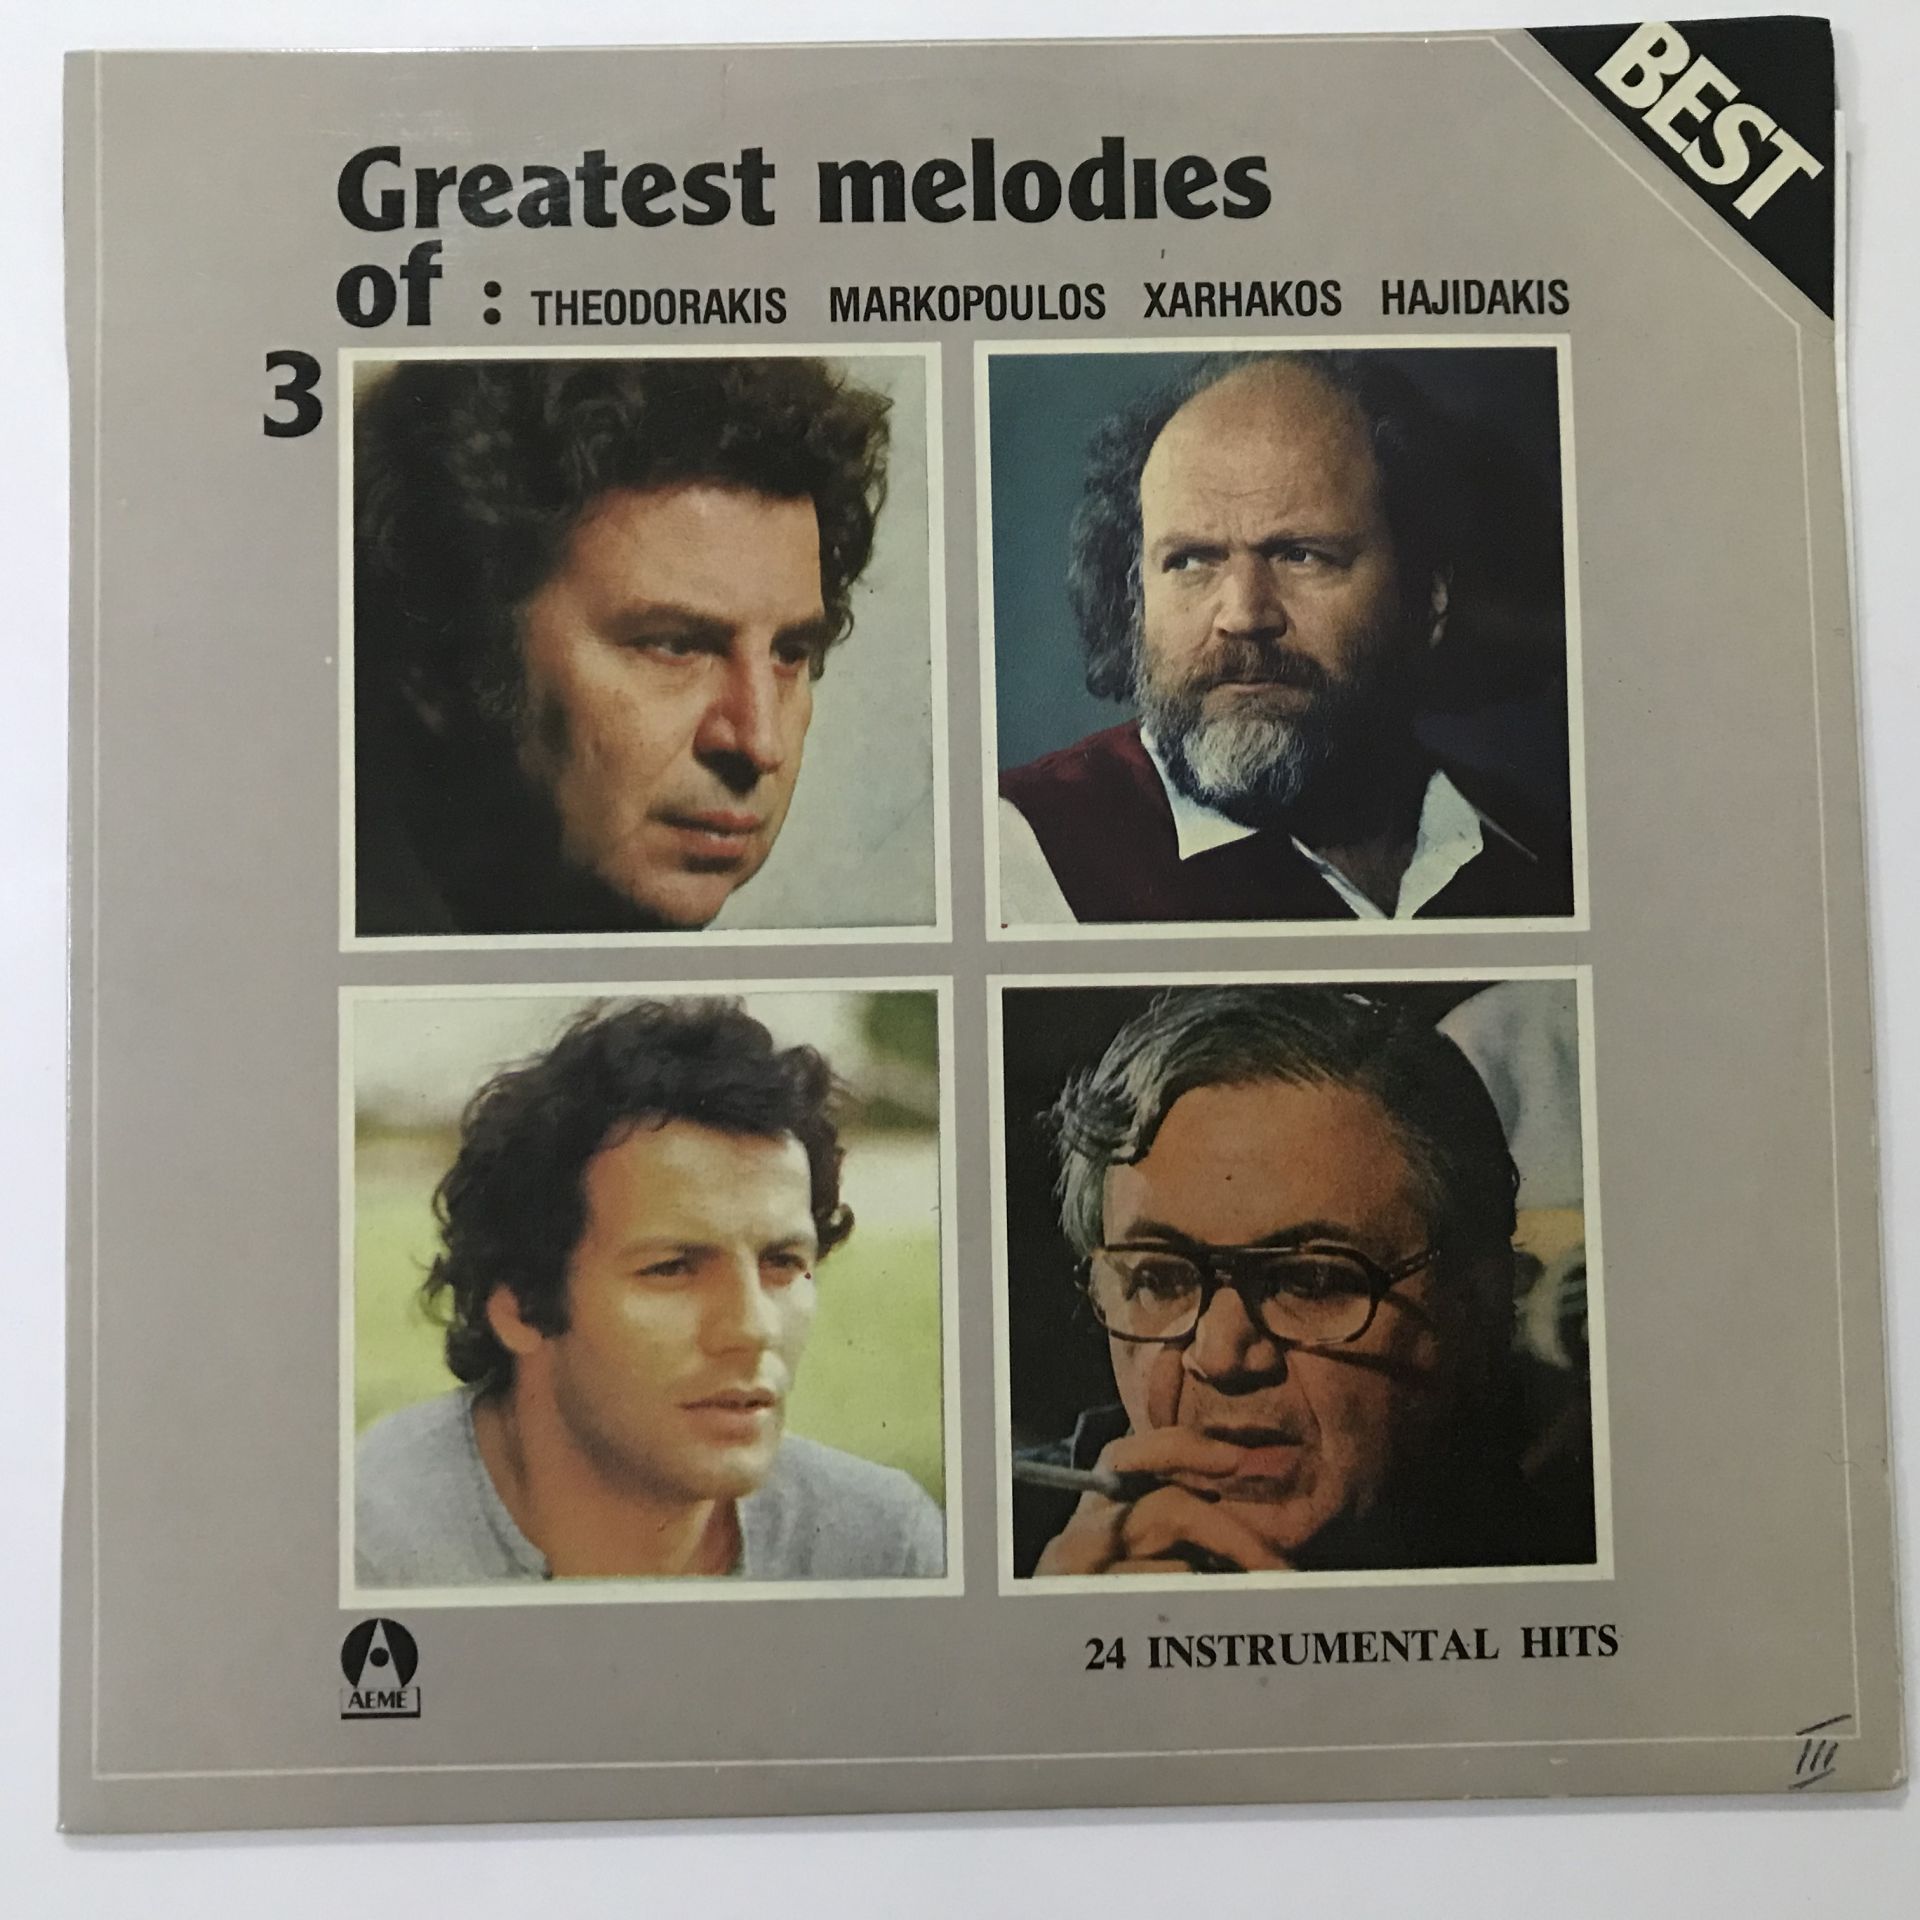 BEST
Greatest melodies
of : THEODORAKIS MARKOPOULOS XARHAKOS HAJIDAKIS
3
24 INSTRUMENTAL HITS
AEME
III